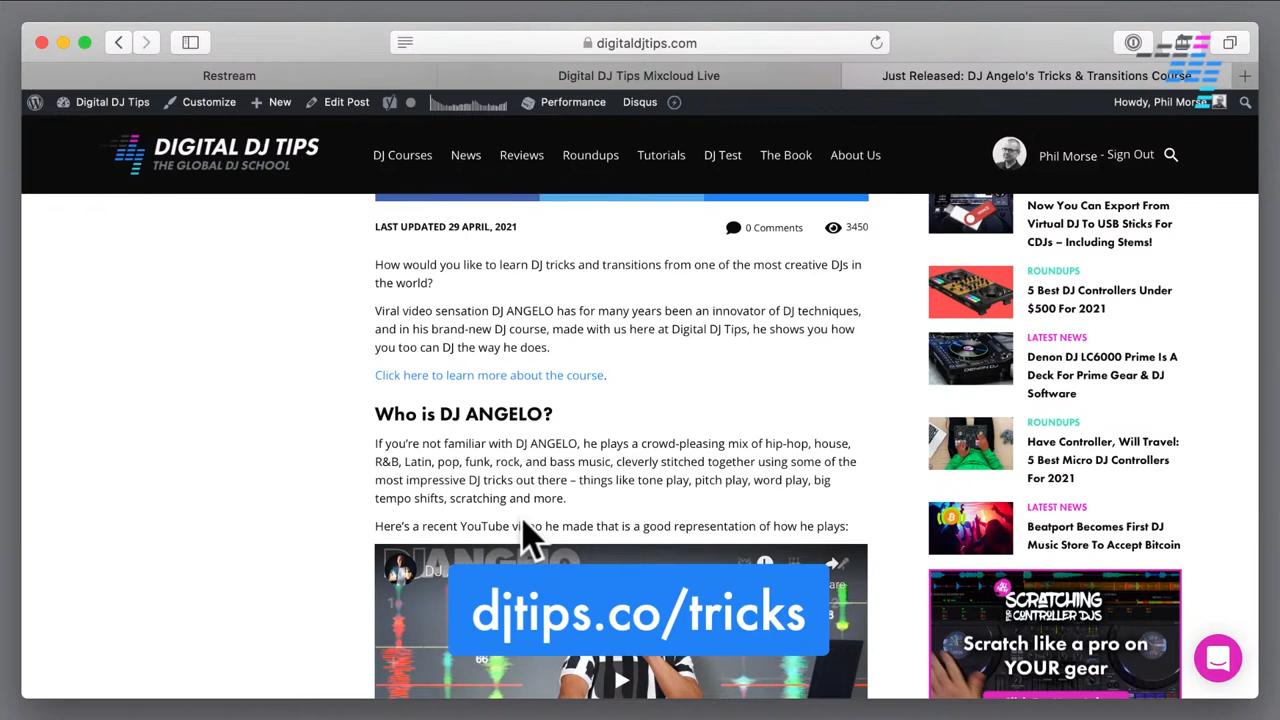 digitaldjtips.com
Restream
Digital DJ Tips Mixcloud Live
Just Released: DJ Angelo's Tricks & Transitions Course
Digital DJ Tips
Customize
New
Edit Post
Performance
Disqus
Howdy, Phil Morse
DIGITAL DJ TIPS
THE GLOBAL DJ SCHOOL
DJ Courses
News
Reviews
Roundups
Tutorials
DJ Test
The Book
About Us
Phil Morse - Sign Out
LAST UPDATED 29 APRIL, 2021
0 Comments
3450
How would you like to learn DJ tricks and transitions from one of the most creative DJs in
the world?
Viral video sensation DJ ANGELO has for many years been an innovator of DJ techniques,
and in his brand-new DJ course, made with us here at Digital DJ Tips, he shows you how
you too can DJ the way he does.
Click here to learn more about the course.
Who is DJ ANGELO?
If you're not familiar with DJ ANGELO, he plays a crowd-pleasing mix of hip-hop, house,
R&B, Latin, pop, funk, rock, and bass music, cleverly stitched together using some of the
most impressive DJ tricks out there – things like tone play, pitch play, word play, big
tempo shifts, scratching and more.
Here's a recent YouTube video he made that is a good representation of how he plays:
DJ ANGELO
DJ
djtips.co/tricks
66
Now You Can Export From
Virtual DJ To USB Sticks For
CDJs – Including Stems!
ROUNDUPS
5 Best DJ Controllers Under
$500 For 2021
LATEST NEWS
Denon DJ LC6000 Prime Is A
Deck For Prime Gear & DJ
Software
ROUNDUPS
Have Controller, Will Travel:
5 Best Micro DJ Controllers
For 2021
LATEST NEWS
Beatport Becomes First DJ
Music Store To Accept Bitcoin
SCRATCHING
FOR CONTROLLER DJS
Scratch like a pro on
YOUR gear